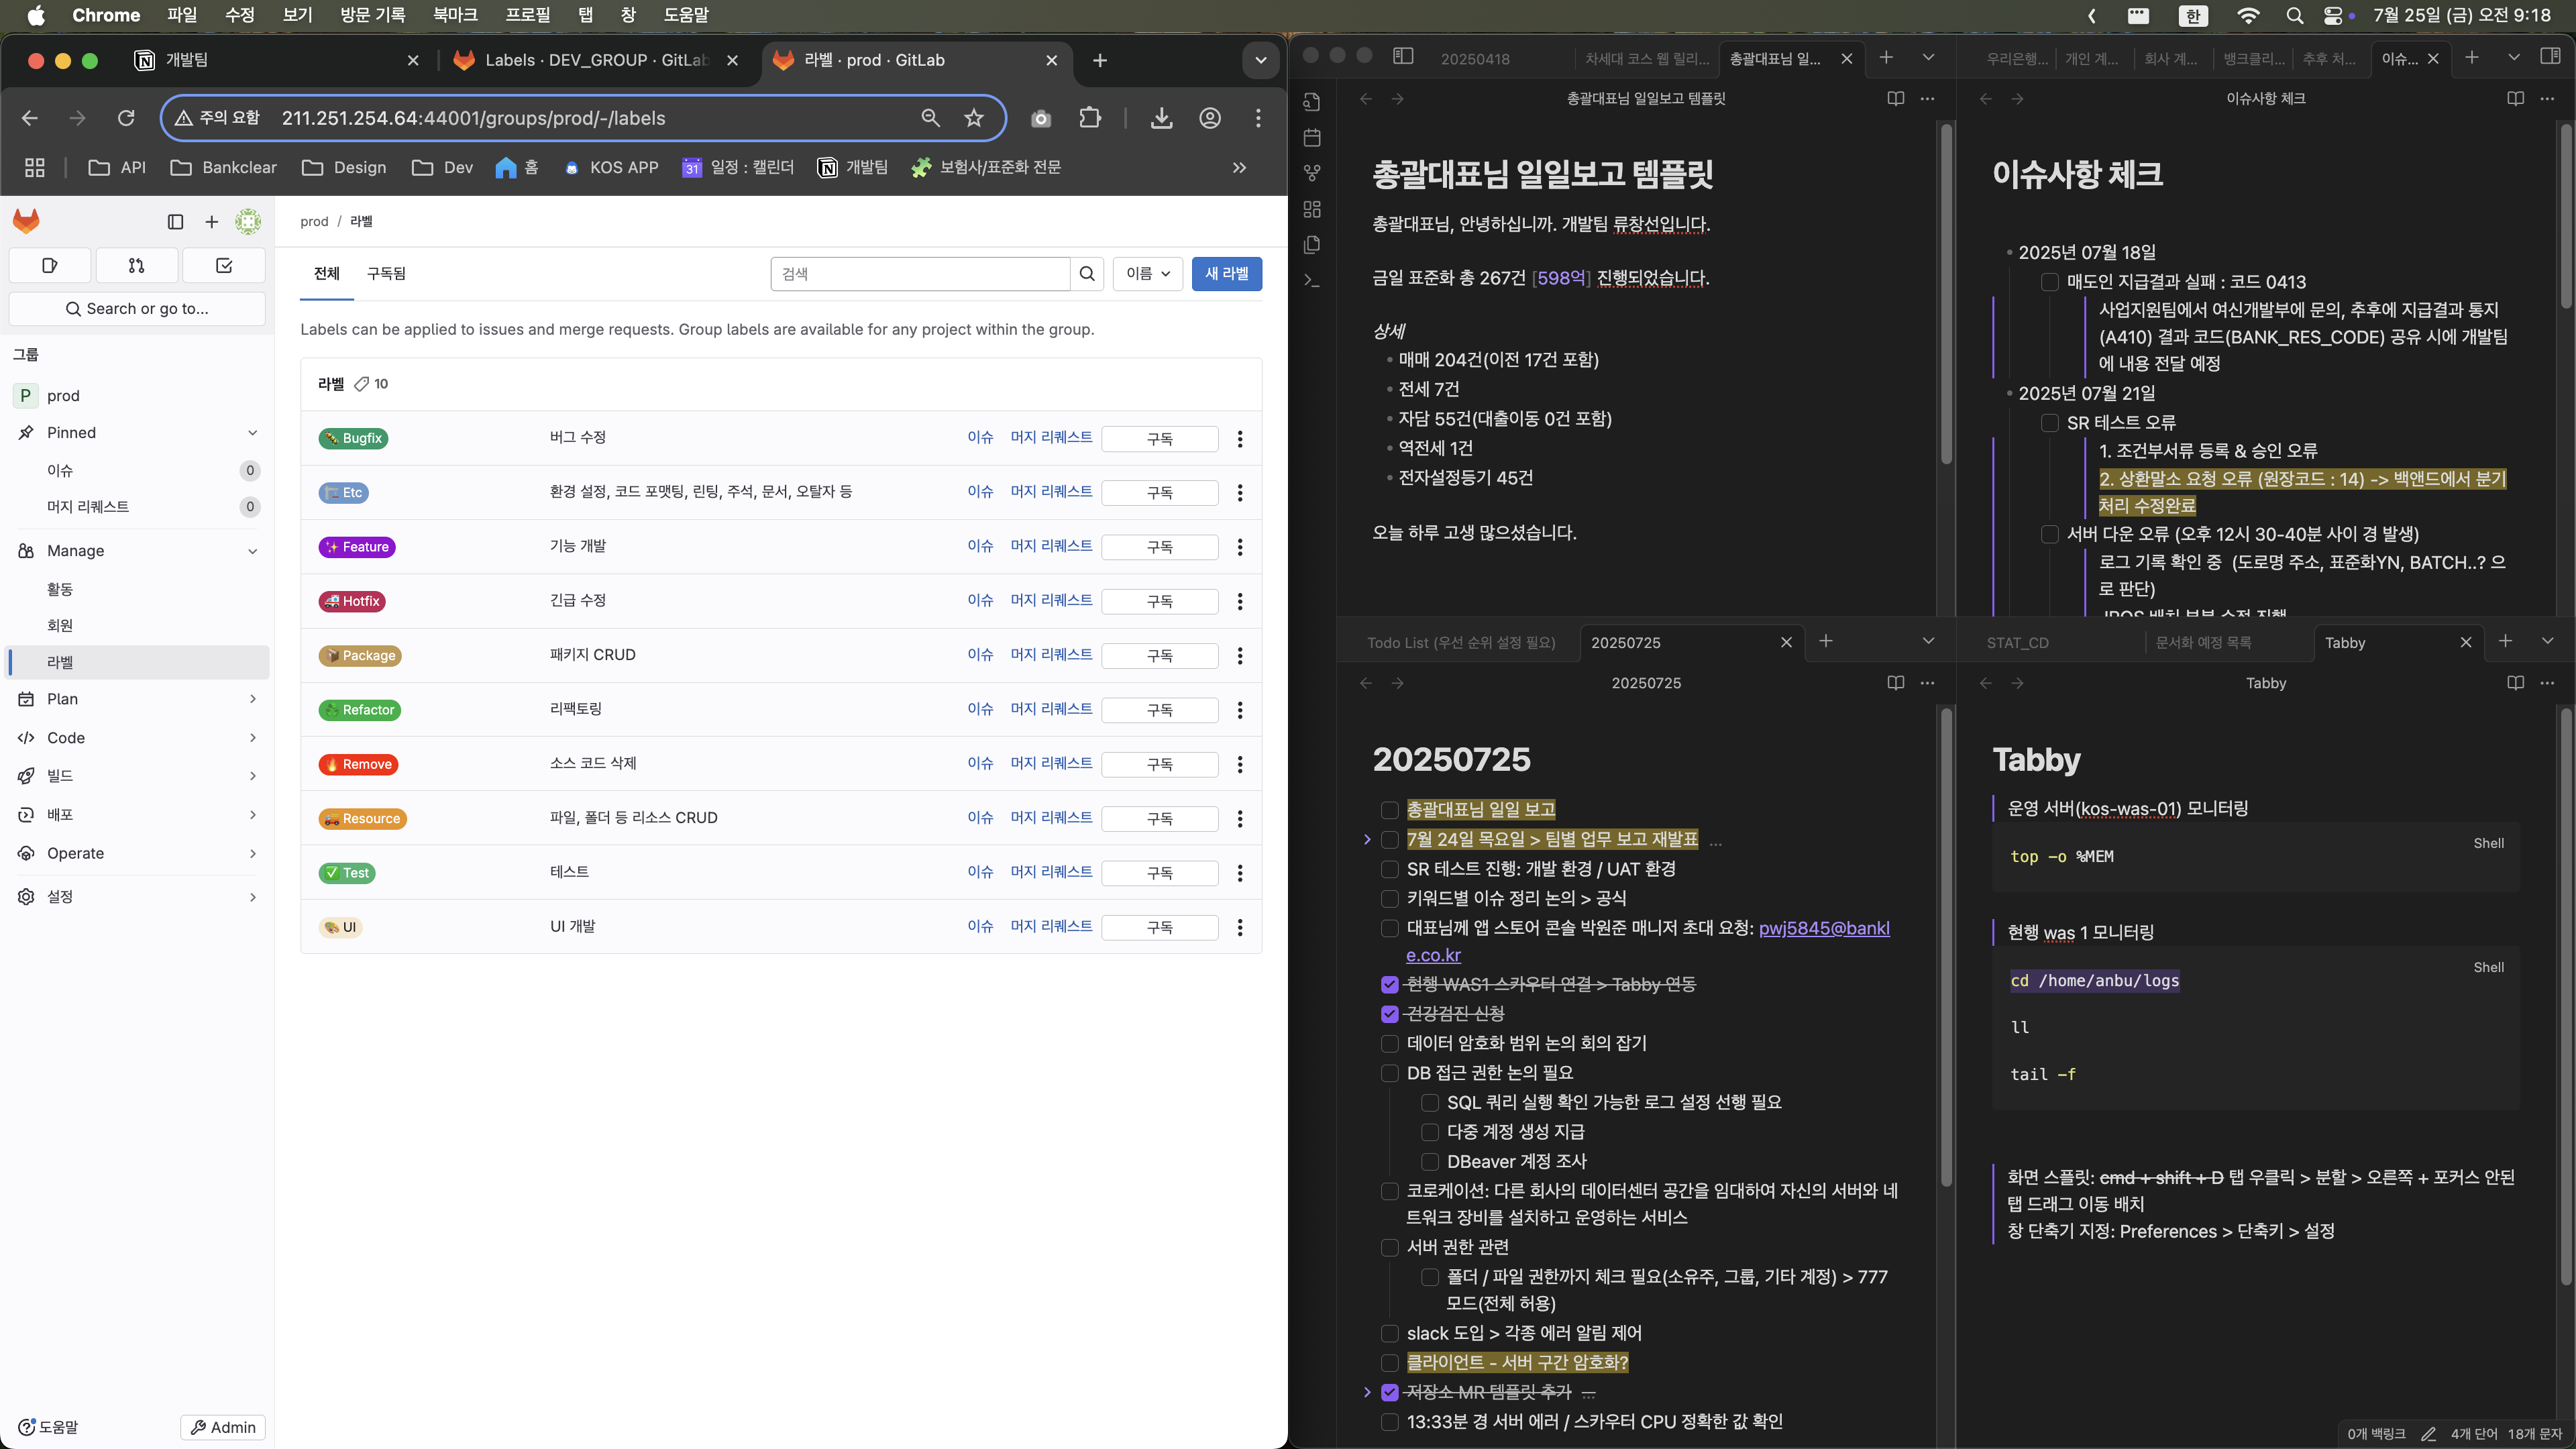 Chrome 파일 수정 보기 방문 기록 북마크 프로필 탭 창 도움말
한 7월 25일 (금) 오전 9:18
개발팀
Labels · DEV_GROUP · GitLab
라벨 · prod · GitLab
주의 요함 211.251.254.64:44001/groups/prod/-/labels
API Bankclear Design Dev 홈 KOS APP 31 일정 : 캘린더 개발팀 보험사/표준화 전문
Search or go to...
그룹
P prod
Pinned
이슈 0
머지 리퀘스트 0
Manage
활동
회원
라벨
Plan
Code
빌드
배포
Operate
설정
도움말 Admin
prod / 라벨
전체 구독됨 검색 이름 새 라벨
Labels can be applied to issues and merge requests. Group labels are available for any project within the group.
라벨 10
🐛 Bugfix 버그 수정 이슈 머지 리퀘스트 구독
🏗️ Etc 환경 설정, 코드 포맷팅, 린팅, 주석, 문서, 오탈자 등 이슈 머지 리퀘스트 구독
✨ Feature 기능 개발 이슈 머지 리퀘스트 구독
🚑 Hotfix 긴급 수정 이슈 머지 리퀘스트 구독
📦 Package 패키지 CRUD 이슈 머지 리퀘스트 구독
♻️ Refactor 리팩토링 이슈 머지 리퀘스트 구독
🔥 Remove 소스 코드 삭제 이슈 머지 리퀘스트 구독
🚚 Resource 파일, 폴더 등 리소스 CRUD 이슈 머지 리퀘스트 구독
✅ Test 테스트 이슈 머지 리퀘스트 구독
🎨 UI UI 개발 이슈 머지 리퀘스트 구독
20250418 차세대 코스 웹 릴리... 총괄대표님 일...
총괄대표님 일일보고 템플릿
총괄대표님 일일보고 템플릿
총괄대표님, 안녕하십니까. 개발팀 류창선입니다.
금일 표준화 총 267건 [598억] 진행되었습니다.
상세
매매 204건(이전 17건 포함)
전세 7건
자담 55건(대출이동 0건 포함)
역전세 1건
전자설정등기 45건
오늘 하루 고생 많으셨습니다.
우리은행... 개인 계... 회사 계... 뱅크클리... 추후 처... 이슈...
이슈사항 체크
이슈사항 체크
2025년 07월 18일
매도인 지급결과 실패 : 코드 0413
사업지원팀에서 여신개발부에 문의, 추후에 지급결과 통지
(A410) 결과 코드(BANK_RES_CODE) 공유 시에 개발팀
에 내용 전달 예정
2025년 07월 21일
SR 테스트 오류
1. 조건부서류 등록 & 승인 오류
2. 상환말소 요청 오류 (원장코드 : 14) -> 백앤드에서 분기
처리 수정완료
서버 다운 오류 (오후 12시 30-40분 사이 경 발생)
로그 기록 확인 중 (도로명 주소, 표준화YN, BATCH..? 으
로 판단)
Todo List (우선 순위 설정 필요) 20250725
20250725
20250725
총괄대표님 일일 보고
7월 24일 목요일 > 팀별 업무 보고 재발표 ...
SR 테스트 진행: 개발 환경 / UAT 환경
키워드별 이슈 정리 논의 > 공식
대표님께 앱 스토어 콘솔 박원준 매니저 초대 요청: pwj5845@bankl
e.co.kr
현행 WAS1 스카우터 연결 > Tabby 연동
건강검진 신청
데이터 암호화 범위 논의 회의 잡기
DB 접근 권한 논의 필요
SQL 쿼리 실행 확인 가능한 로그 설정 선행 필요
다중 계정 생성 지급
DBeaver 계정 조사
코로케이션: 다른 회사의 데이터센터 공간을 임대하여 자신의 서버와 네
트워크 장비를 설치하고 운영하는 서비스
서버 권한 관련
폴더 / 파일 권한까지 체크 필요(소유주, 그룹, 기타 계정) > 777
모드(전체 허용)
slack 도입 > 각종 에러 알림 제어
클라이언트 - 서버 구간 암호화?
저장소 MR 템플릿 추가 ...
13:33분 경 서버 에러 / 스카우터 CPU 정확한 값 확인
STAT_CD 문서화 예정 목록 Tabby
Tabby
Tabby
운영 서버(kos-was-01) 모니터링
Shell
top -o %MEM
현행 was 1 모니터링
Shell
cd /home/anbu/logs
ll
tail -f
화면 스플릿: cmd + shift + D 탭 우클릭 > 분할 > 오른쪽 + 포커스 안된
탭 드래그 이동 배치
창 단축기 지정: Preferences > 단축키 > 설정
0개 백링크 4개 단어 18개 문자